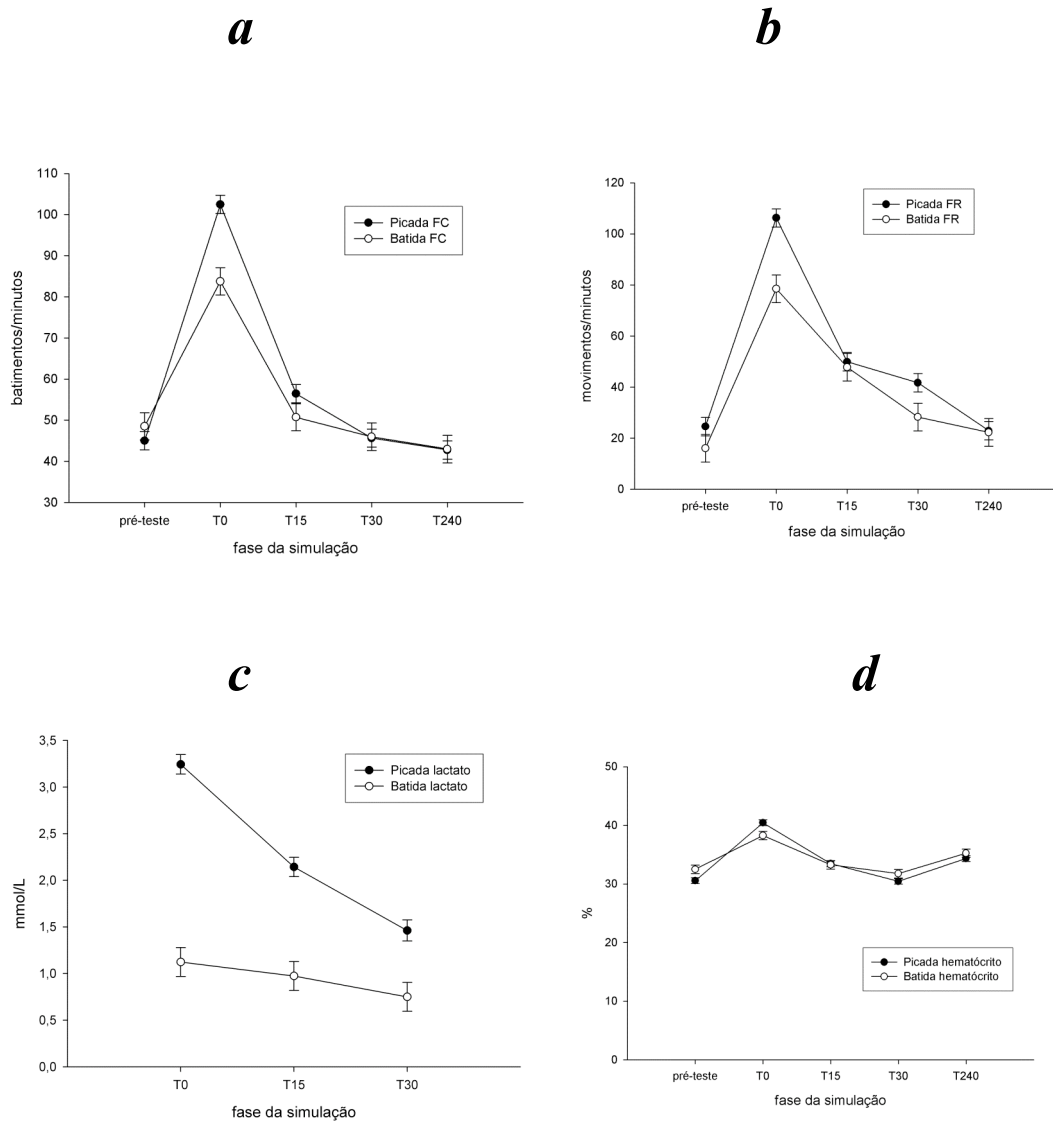 a
b
110
100
90
80
70
60
50
40
30
batimentos/minutos
Picada FC
Batida FC
pré-teste T0 T15 T30 T240
fase da simulação
120
100
80
60
40
20
0
movimentos/minutos
Picada FR
Batida FR
pré-teste T0 T15 T30 T240
fase da simulação
c
d
3,5
3,0
2,5
2,0
1,5
1,0
0,5
0,0
mmol/L
Picada lactato
Batida lactato
T0 T15 T30
fase da simulação
50
40
30
20
10
0
%
Picada hematócrito
Batida hematócrito
pré-teste T0 T15 T30 T240
fase da simulação